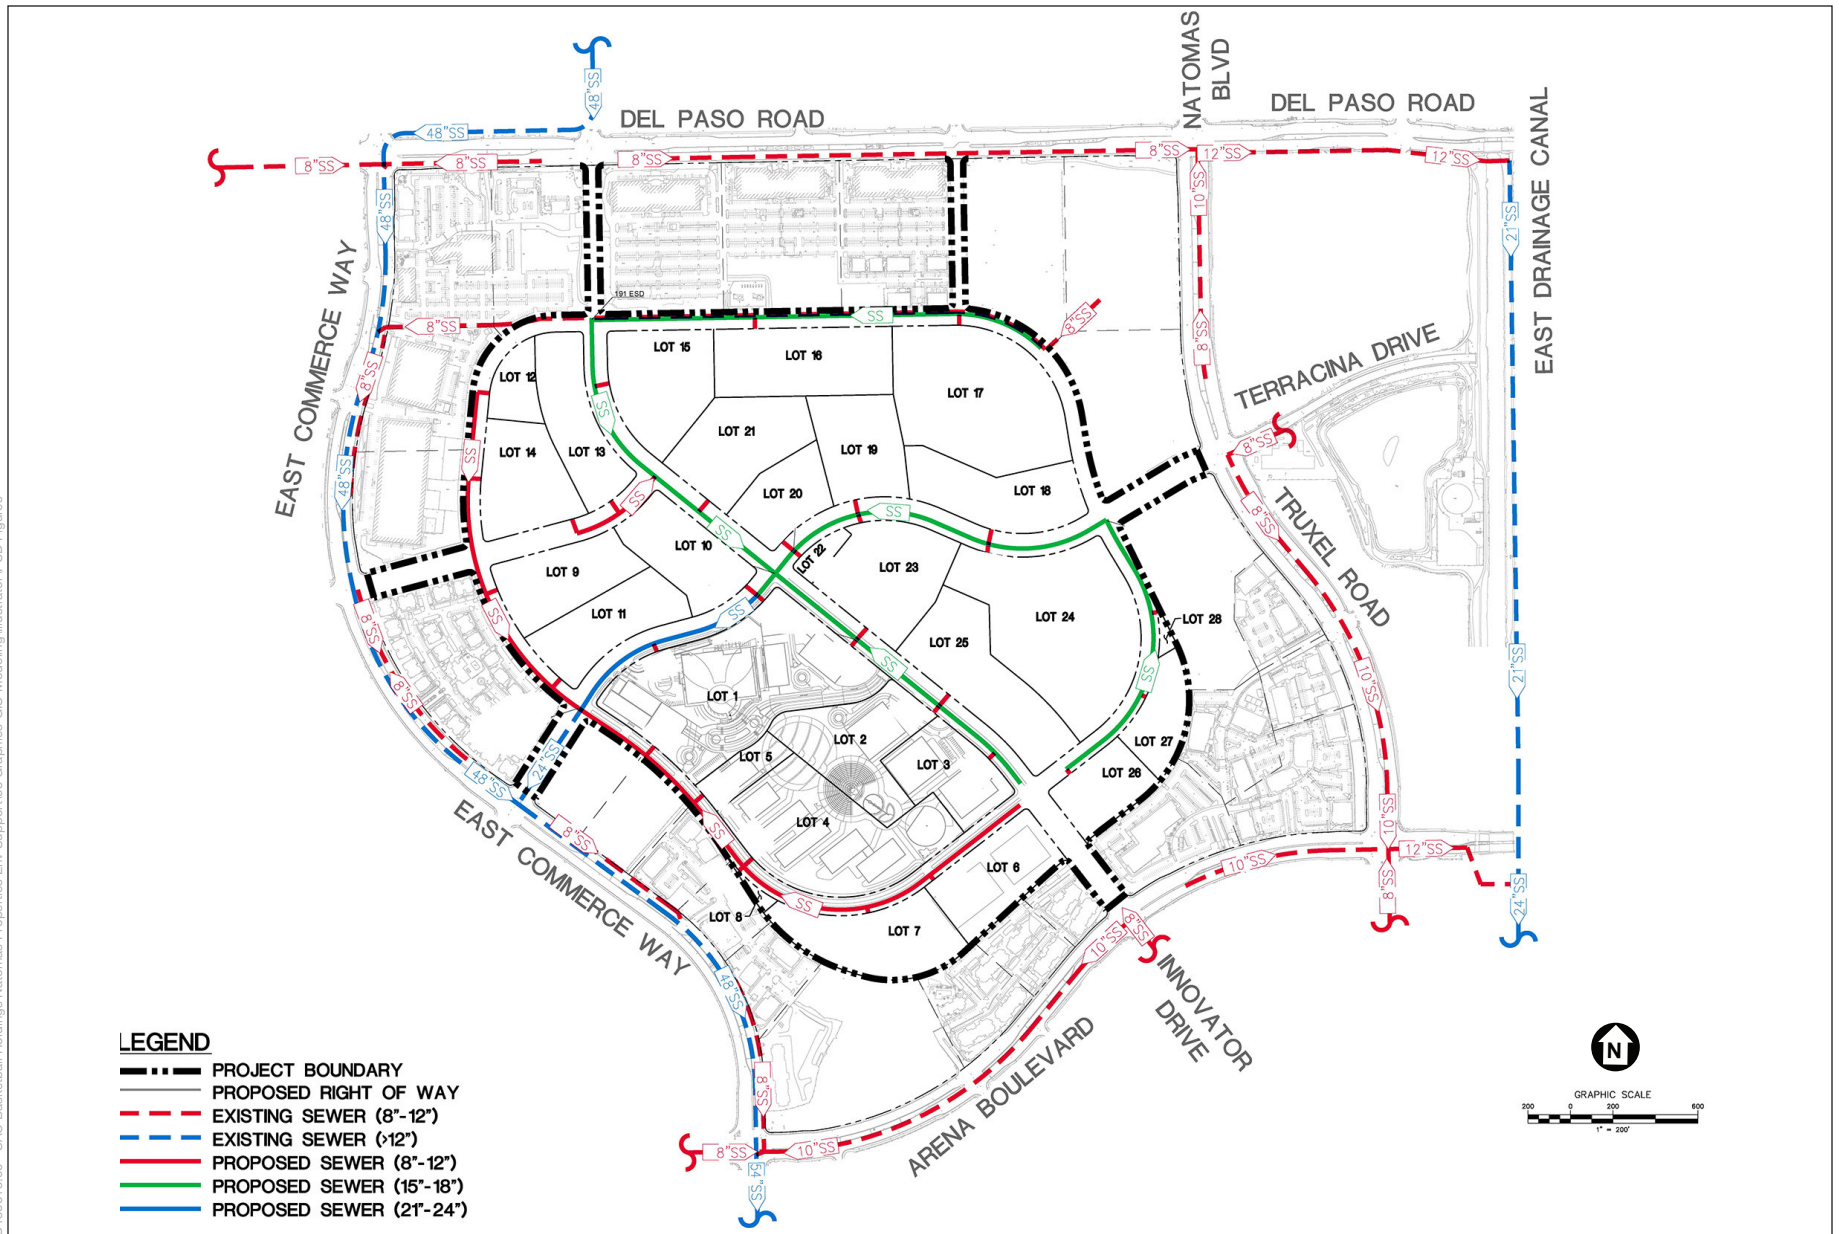 NATOMAS
BLVD
DEL PASO ROAD
DEL PASO ROAD
EAST DRAINAGE CANAL
48"SS
48"SS
8"SS
8"SS
8"SS
8"SS
12"SS
12"SS
48"SS
10"SS
21"SS
EAST COMMERCE WAY
191 ESD
8"SS
SS
8"SS
8"SS
TERRACINA DRIVE
LOT 15
LOT 16
LOT 12
LOT 17
8"SS
SS
LOT 21
LOT 14
LOT 13
LOT 19
8"SS
SS
48"SS
LOT 20
LOT 18
SS
SS
SS
8"SS
TRUXEL ROAD
LOT 10
LOT 22
LOT 23
LOT 9
LOT 11
SS
SS
8"SS
LOT 24
LOT 28
LOT 25
SS
SS
21"SS
8"SS
10"SS
LOT 1
LOT 2
LOT 5
LOT 3
LOT 27
LOT 26
24"SS
48"SS
EAST COMMERCE WAY
8"SS
SS
LOT 4
10"SS
12"SS
10"SS
LOT 6
8"SS
24"SS
SS
LOT 8
LOT 7
8"SS
10"SS
INNOVATOR
DRIVE
48"SS
ARENA BOULEVARD
8"SS
8"SS
10"SS
54"SS
LEGEND
PROJECT BOUNDARY
PROPOSED RIGHT OF WAY
EXISTING SEWER (8"-12")
EXISTING SEWER (>12")
PROPOSED SEWER (8"-12")
PROPOSED SEWER (15"-18")
PROPOSED SEWER (21"-24")
N
GRAPHIC SCALE
200 0 200 600
1" = 200'